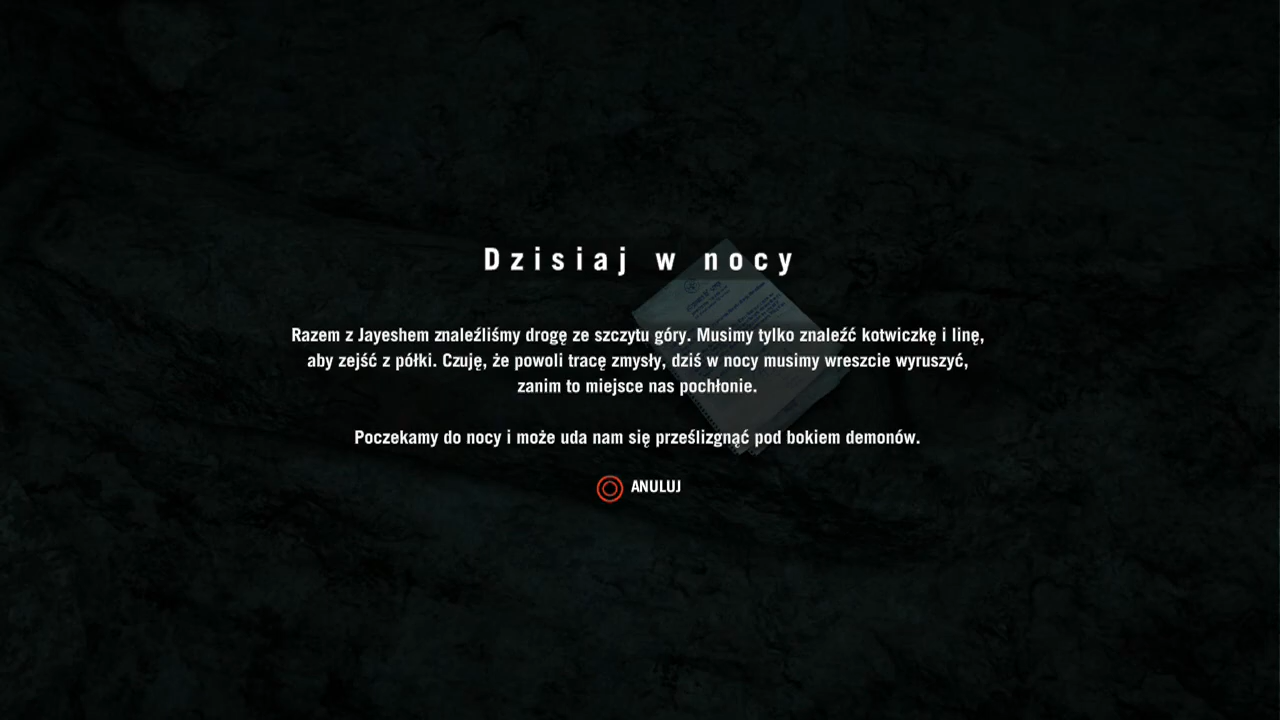 Dzisiaj w nocy
Razem z Jayeshem znaleźliśmy drogę ze szczytu góry. Musimy tylko znaleźć kotwiczkę i linę,
aby zejść z półki. Czuję, że powoli tracę zmysły, dziś w nocy musimy wreszcie wyruszyć,
zanim to miejsce nas pochłonie.
Poczekamy do nocy i może uda nam się prześlizgnąć pod bokiem demonów.
ANULUJ